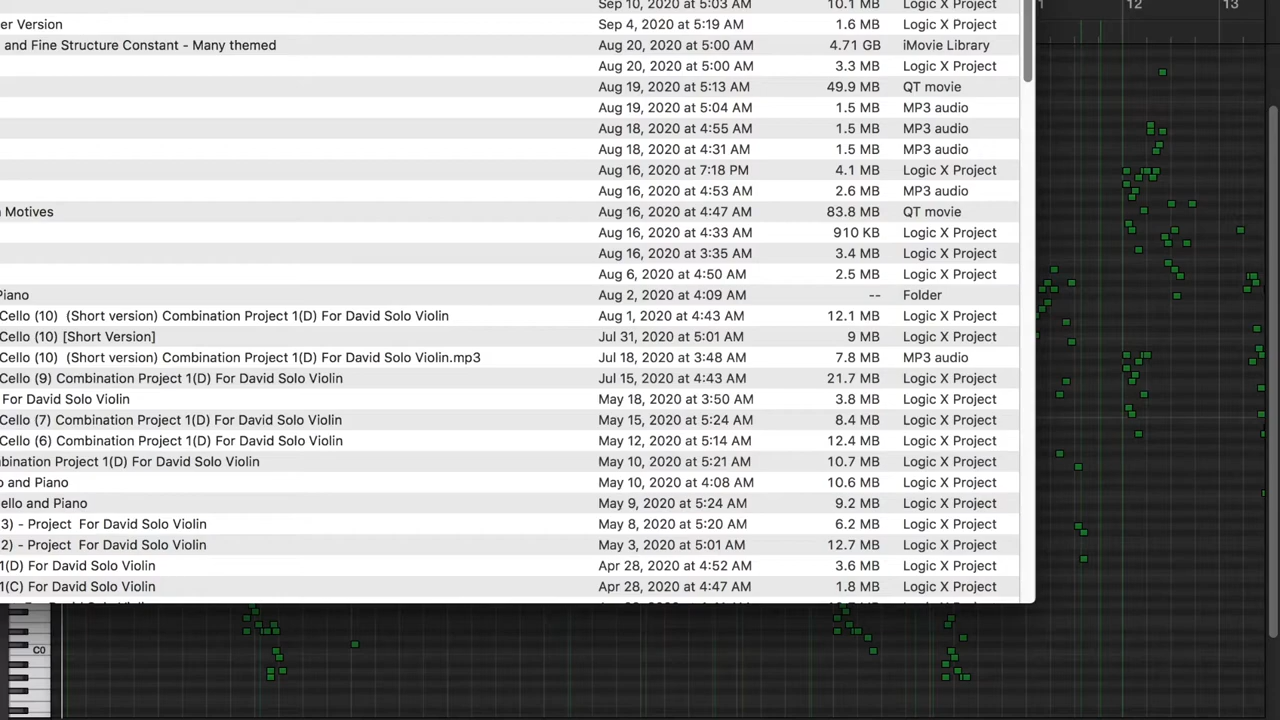 Sep 10, 2020 at 5:03 AM 10.1 MB Logic X Project
er Version Sep 4, 2020 at 5:19 AM 1.6 MB Logic X Project
and Fine Structure Constant - Many themed Aug 20, 2020 at 5:00 AM 4.71 GB iMovie Library
Aug 20, 2020 at 5:00 AM 3.3 MB Logic X Project
Aug 19, 2020 at 5:13 AM 49.9 MB QT movie
Aug 19, 2020 at 5:04 AM 1.5 MB MP3 audio
Aug 18, 2020 at 4:55 AM 1.5 MB MP3 audio
Aug 18, 2020 at 4:31 AM 1.5 MB MP3 audio
Aug 16, 2020 at 7:18 PM 4.1 MB Logic X Project
Aug 16, 2020 at 4:53 AM 2.6 MB MP3 audio
Motives Aug 16, 2020 at 4:47 AM 83.8 MB QT movie
Aug 16, 2020 at 4:33 AM 910 KB Logic X Project
Aug 16, 2020 at 3:35 AM 3.4 MB Logic X Project
Aug 6, 2020 at 4:50 AM 2.5 MB Logic X Project
Piano Aug 2, 2020 at 4:09 AM -- Folder
Cello (10) (Short version) Combination Project 1(D) For David Solo Violin Aug 1, 2020 at 4:43 AM 12.1 MB Logic X Project
Cello (10) [Short Version] Jul 31, 2020 at 5:01 AM 9 MB Logic X Project
Cello (10) (Short version) Combination Project 1(D) For David Solo Violin.mp3 Jul 18, 2020 at 3:48 AM 7.8 MB MP3 audio
Cello (9) Combination Project 1(D) For David Solo Violin Jul 15, 2020 at 4:43 AM 21.7 MB Logic X Project
For David Solo Violin May 18, 2020 at 3:50 AM 3.8 MB Logic X Project
Cello (7) Combination Project 1(D) For David Solo Violin May 15, 2020 at 5:24 AM 8.4 MB Logic X Project
Cello (6) Combination Project 1(D) For David Solo Violin May 12, 2020 at 5:14 AM 12.4 MB Logic X Project
bination Project 1(D) For David Solo Violin May 10, 2020 at 5:21 AM 10.7 MB Logic X Project
o and Piano May 10, 2020 at 4:08 AM 10.6 MB Logic X Project
ello and Piano May 9, 2020 at 5:24 AM 9.2 MB Logic X Project
3) - Project For David Solo Violin May 8, 2020 at 5:20 AM 6.2 MB Logic X Project
2) - Project For David Solo Violin May 3, 2020 at 5:01 AM 12.7 MB Logic X Project
1(D) For David Solo Violin Apr 28, 2020 at 4:52 AM 3.6 MB Logic X Project
1(C) For David Solo Violin Apr 28, 2020 at 4:47 AM 1.8 MB Logic X Project
12 13
C0